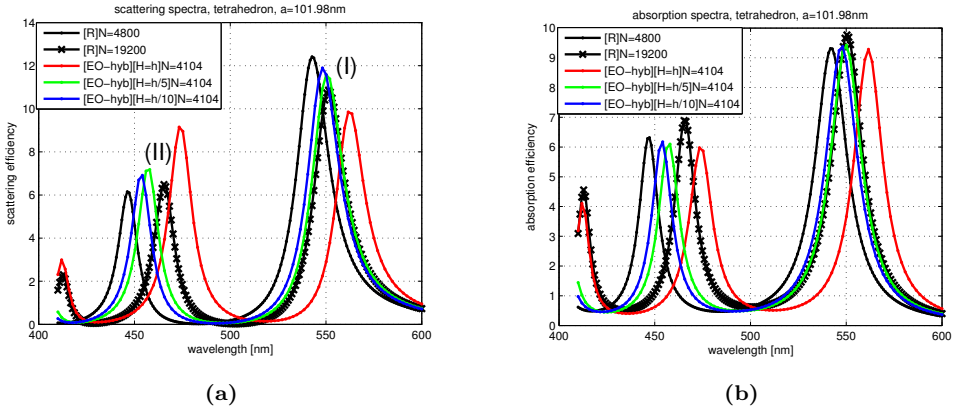 scattering spectra, tetrahedron, a=101.98nm
14
12
10
8
6
4
2
0
400
450
500
550
600
scattering efficiency
wavelength [nm]
[R]N=4800
[R]N=19200
[EO-hyb][H=h]N=4104
[EO-hyb][H=h/5]N=4104
[EO-hyb][H=h/10]N=4104
(I)
(II)
(a)
absorption spectra, tetrahedron, a=101.98nm
10
9
8
7
6
5
4
3
2
1
0
400
450
500
550
600
absorption efficiency
wavelength [nm]
[R]N=4800
[R]N=19200
[EO-hyb][H=h]N=4104
[EO-hyb][H=h/5]N=4104
[EO-hyb][H=h/10]N=4104
(b)